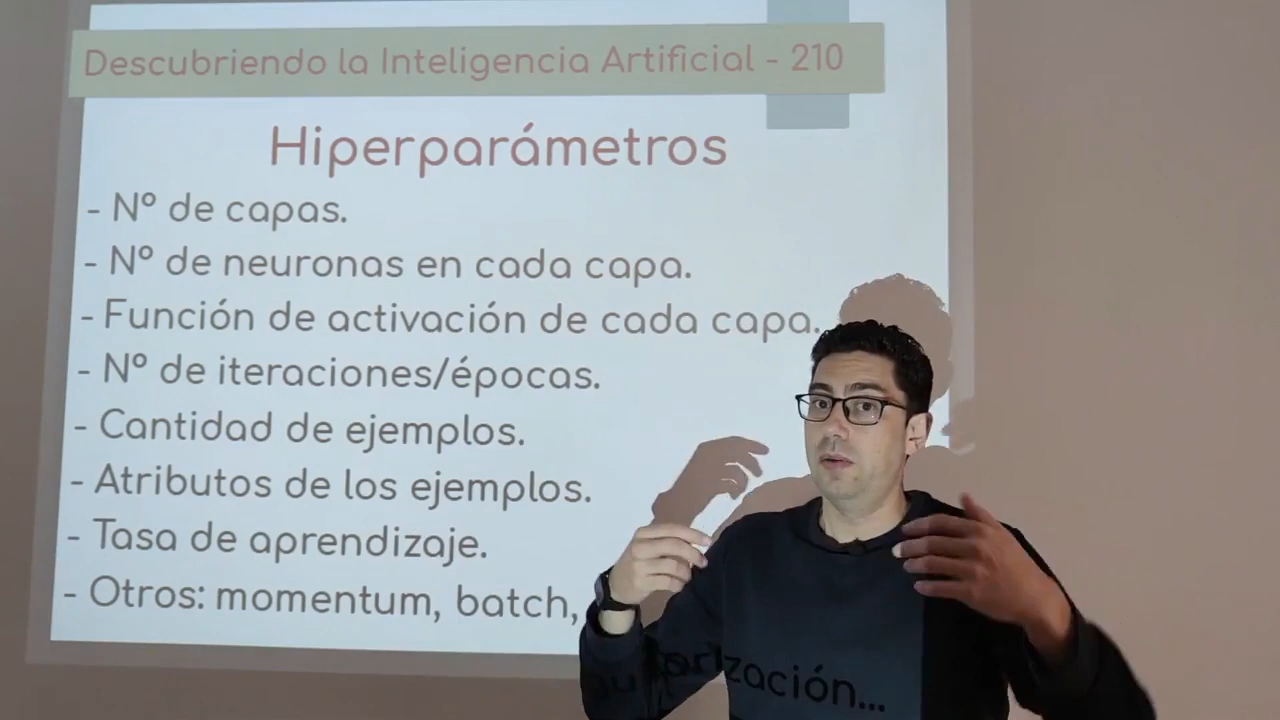 Descubriendo la Inteligencia Artificial - 210
Hiperparámetros
- Nº de capas.
- Nº de neuronas en cada capa.
- Función de activación de cada capa.
- Nº de iteraciones/épocas.
- Cantidad de ejemplos.
- Atributos de los ejemplos.
- Tasa de aprendizaje.
- Otros: momentum, batch,